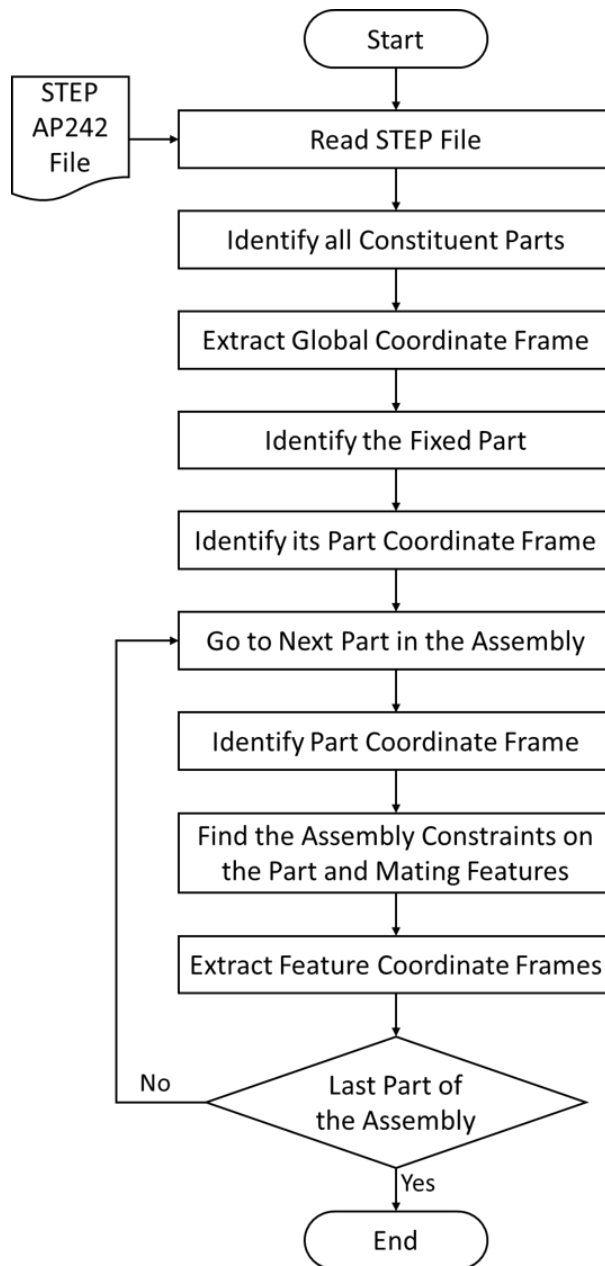 Start
STEP
AP242
File
Read STEP File
Identify all Constituent Parts
Extract Global Coordinate Frame
Identify the Fixed Part
Identify its Part Coordinate Frame
Go to Next Part in the Assembly
Identify Part Coordinate Frame
Find the Assembly Constraints on
the Part and Mating Features
Extract Feature Coordinate Frames
No
Last Part of
the Assembly
Yes
End